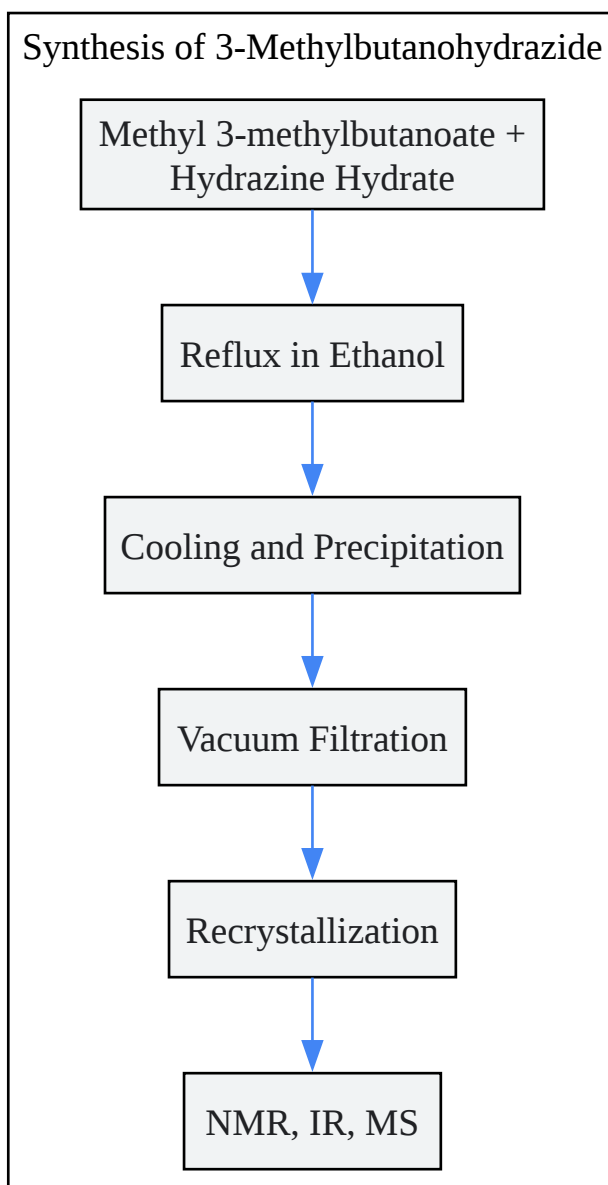 Synthesis of 3-Methylbutanohydrazide
Methyl 3-methylbutanoate +
Hydrazine Hydrate
Reflux in Ethanol
Cooling and Precipitation
Vacuum Filtration
Recrystallization
NMR, IR, MS